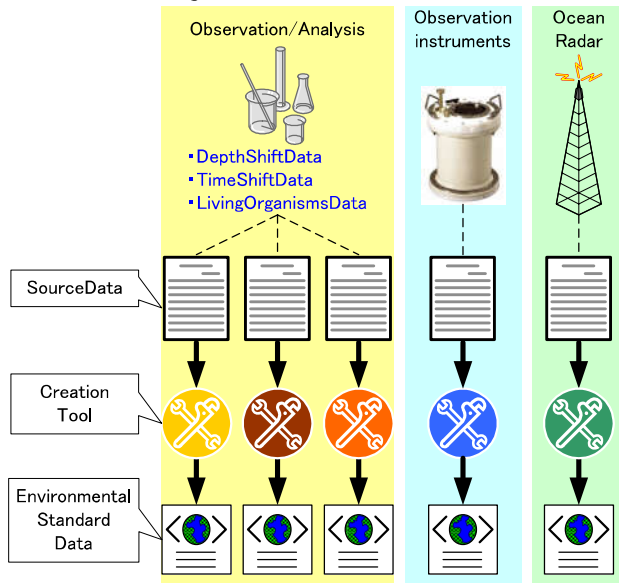 Observation/Analysis
・DepthShiftData
・TimeShiftData
・LivingOrganismsData
Observation
instruments
Ocean
Radar
SourceData
Creation
Tool
Environmental
Standard
Data